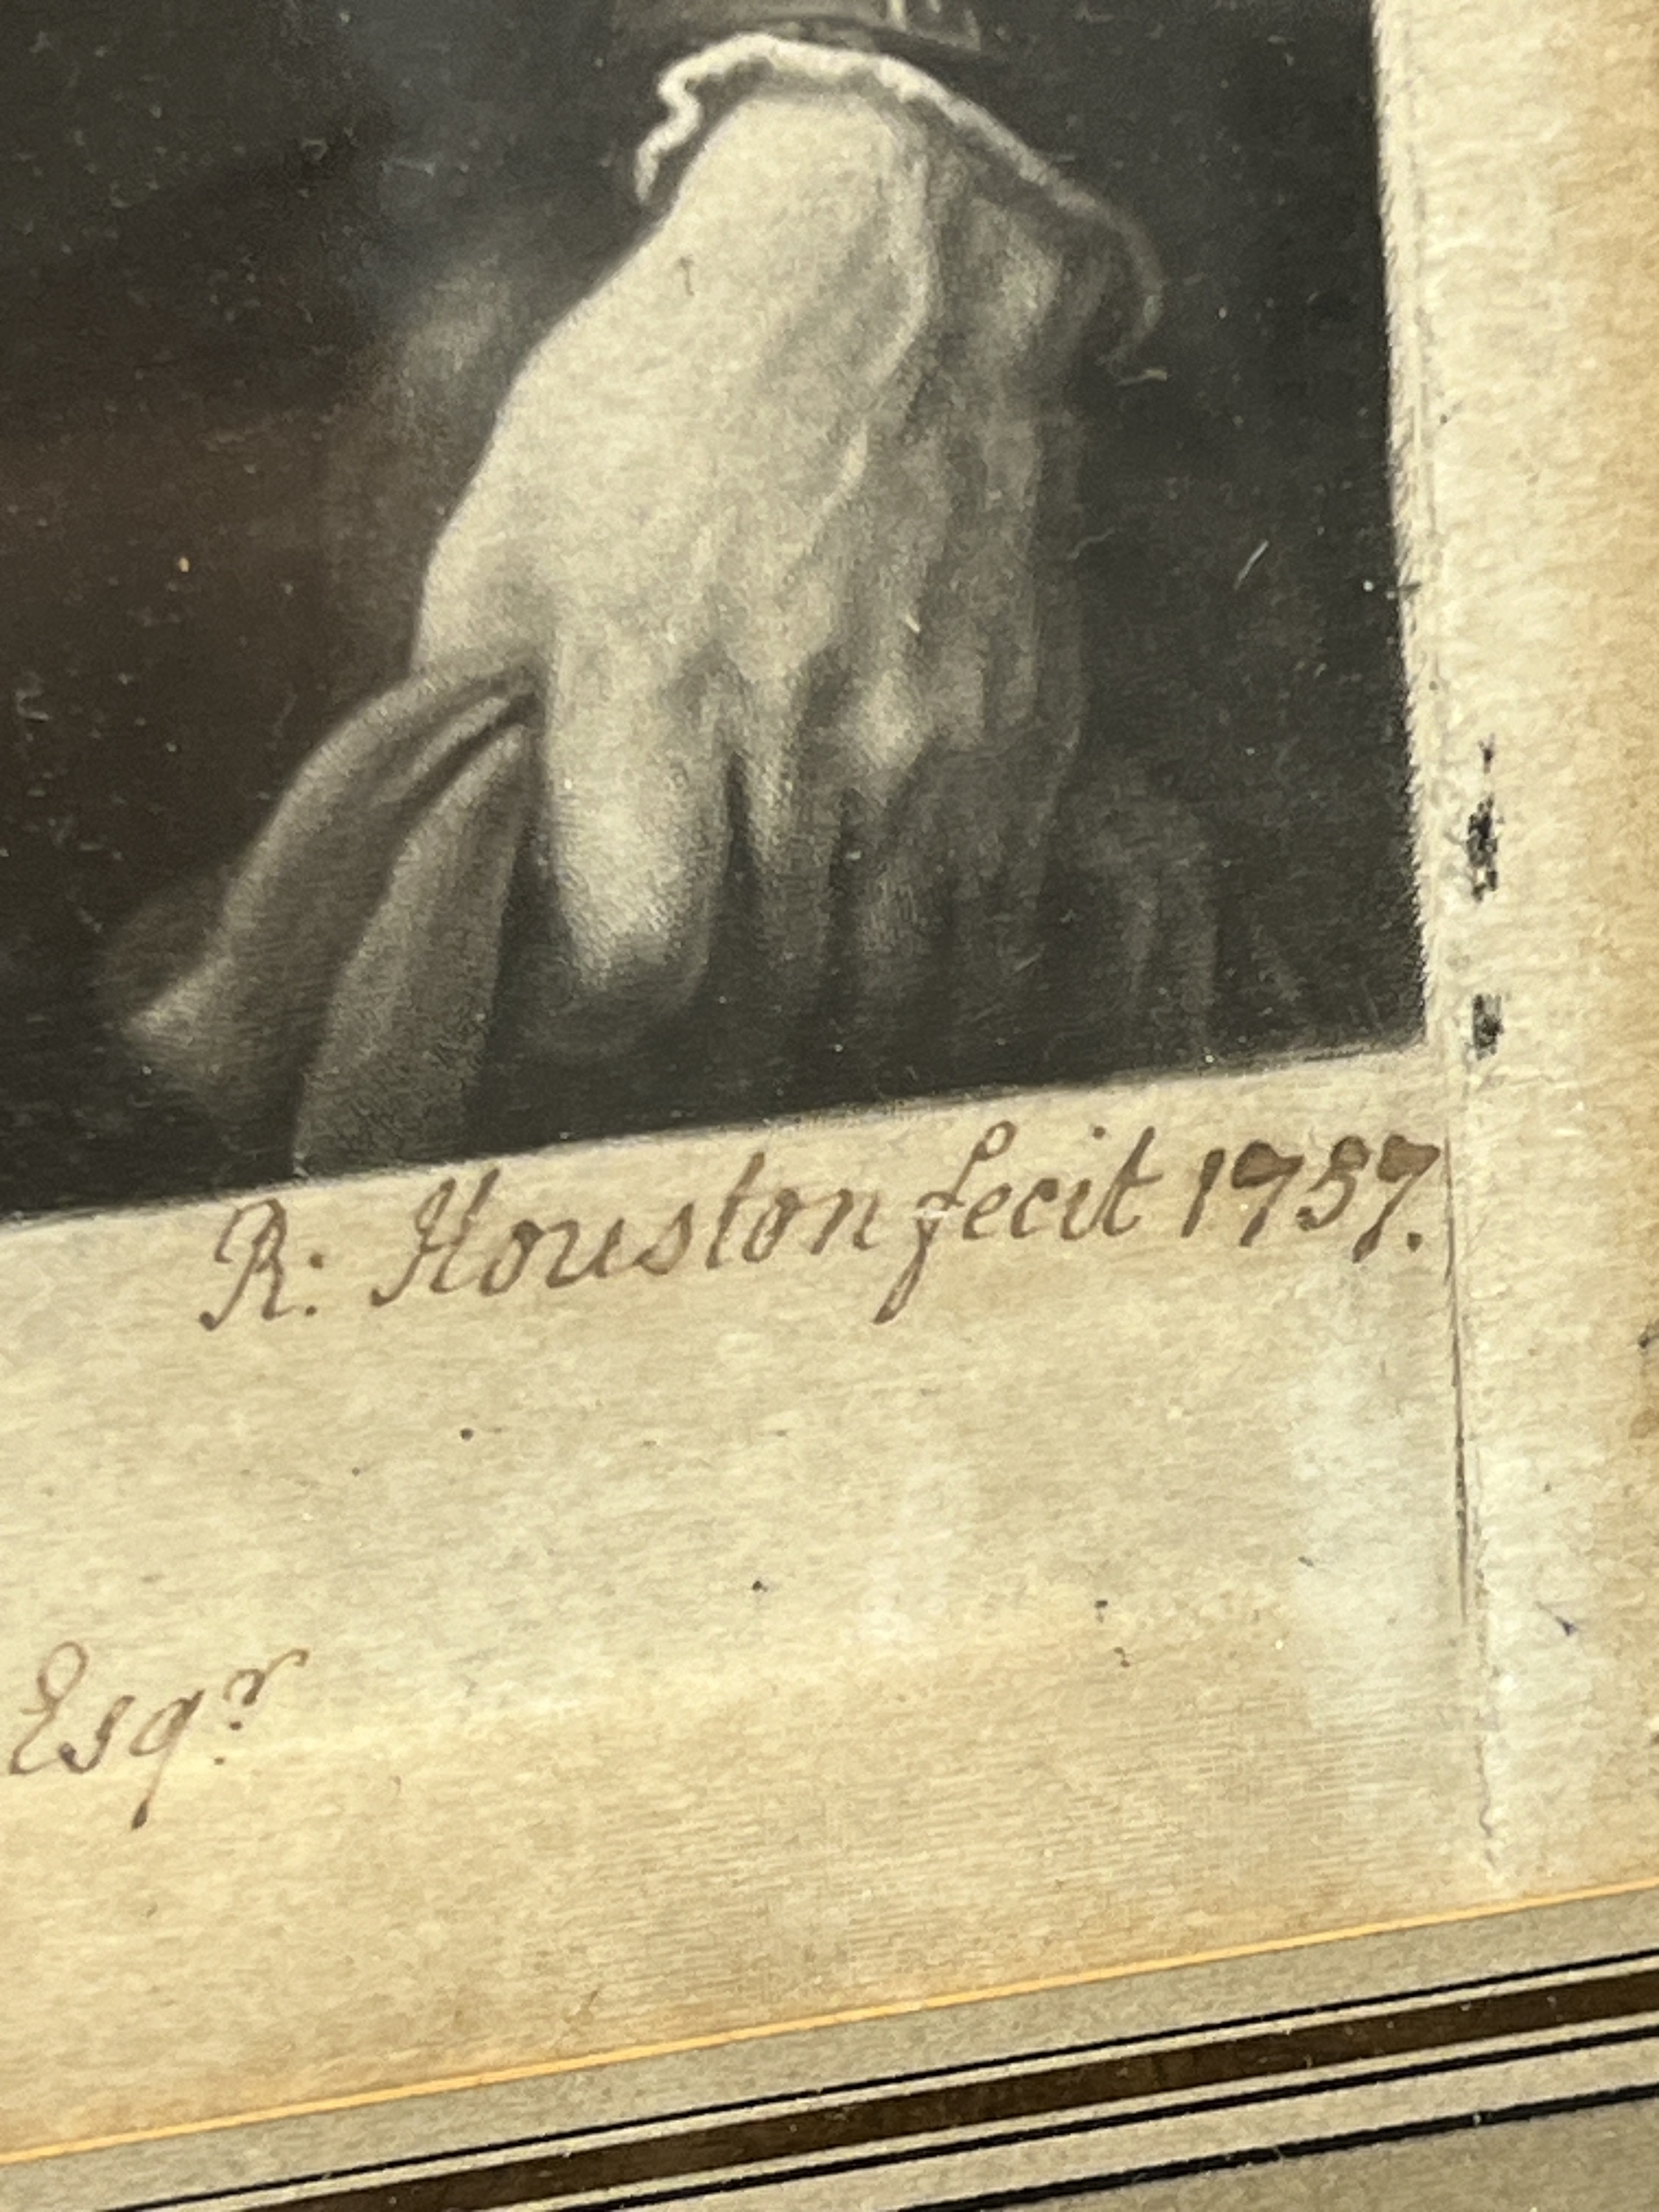 R: Houston fecit 1757.
Esqr